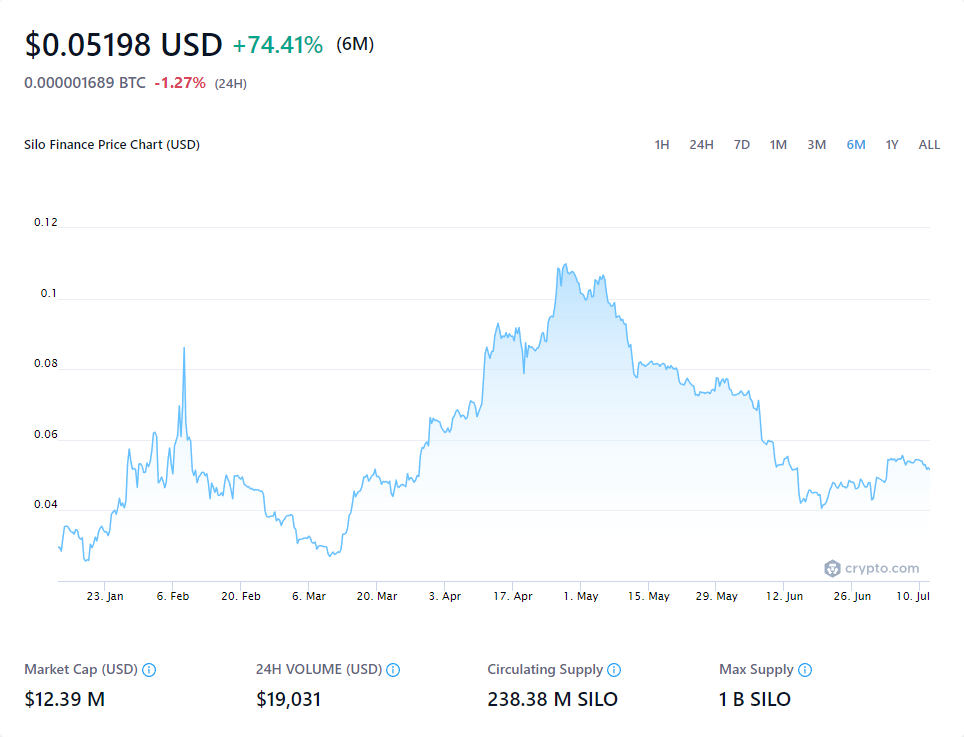 $0.05198 USD +74.41% (6M)
0.000001689 BTC -1.27% (24H)
Silo Finance Price Chart (USD) 1H 24H 7D 1M 3M 6M 1Y ALL
0.12
0.1
0.08
0.06
0.04
crypto.com
23. Jan 6. Feb 20. Feb 6. Mar 20. Mar 3. Apr 17. Apr 1. May 15. May 29. May 12. Jun 26. Jun 10. Jul
Market Cap (USD) 24H VOLUME (USD) Circulating Supply Max Supply
$12.39 M $19,031 238.38 M SILO 1 B SILO